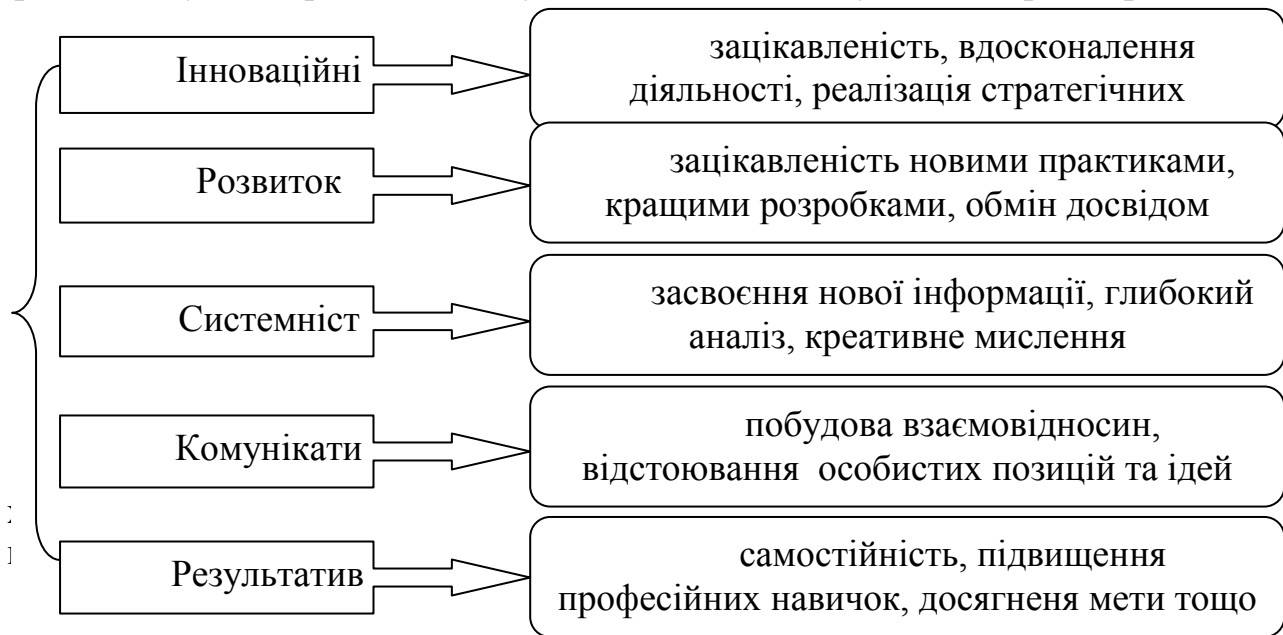 Інноваційні
зацікавленість, вдосконалення
діяльності, реалізація стратегічних
Розвиток
зацікавленість новими практиками,
кращими розробками, обмін досвідом
Системніст
засвоєння нової інформації, глибокий
аналіз, креативне мислення
Комунікати
побудова взаємовідносин,
відстоювання особистих позицій та ідей
Результатив
самостійність, підвищення
професійних навичок, досягненя мети тощо